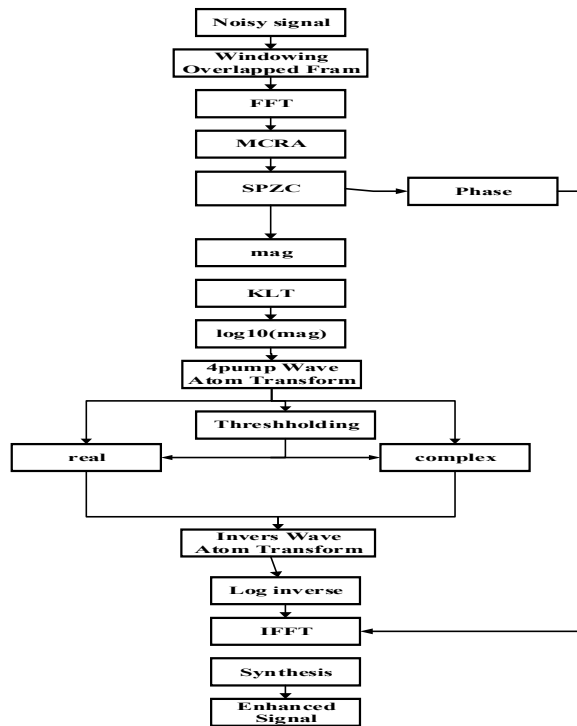 Noisy signal
Windowing
Overlapped Fram
FFT
MCRA
SPZC
Phase
mag
KLT
log10(mag)
4pump Wave
Atom Transform
Threshholding
real
complex
Invers Wave
Atom Transform
Log inverse
IFFT
Synthesis
Enhanced
Signal